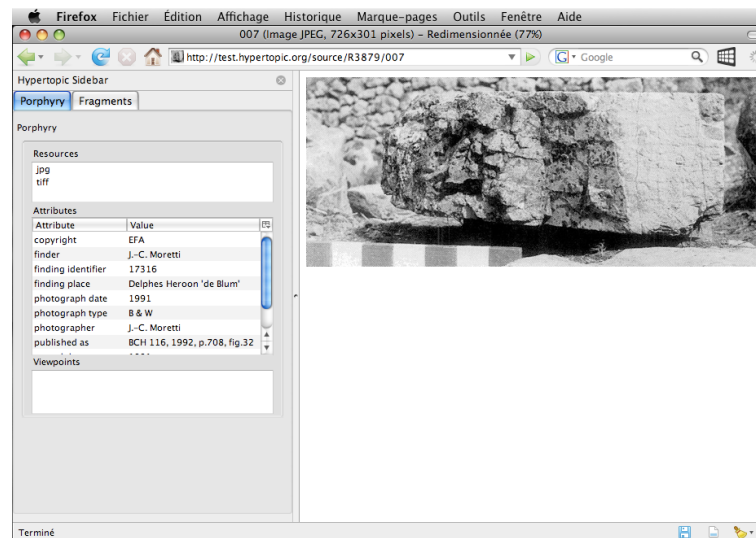 Firefox Fichier Édition Affichage Historique Marque-pages Outils Fenêtre Aide
007 (Image JPEG, 726x301 pixels) – Redimensionnée (77%)
http://test.hypertopic.org/source/R3879/007
G Google
Hypertopic Sidebar
Porphyry Fragments
Porphyry
Resources
jpg
tiff
Attributes
Attribute Value
copyright EFA
finder J.-C. Moretti
finding identifier 17316
finding place Delphes Heroon 'de Blum'
photograph date 1991
photograph type B & W
photographer J.-C. Moretti
published as BCH 116, 1992, p.708, fig.32
Viewpoints
Terminé